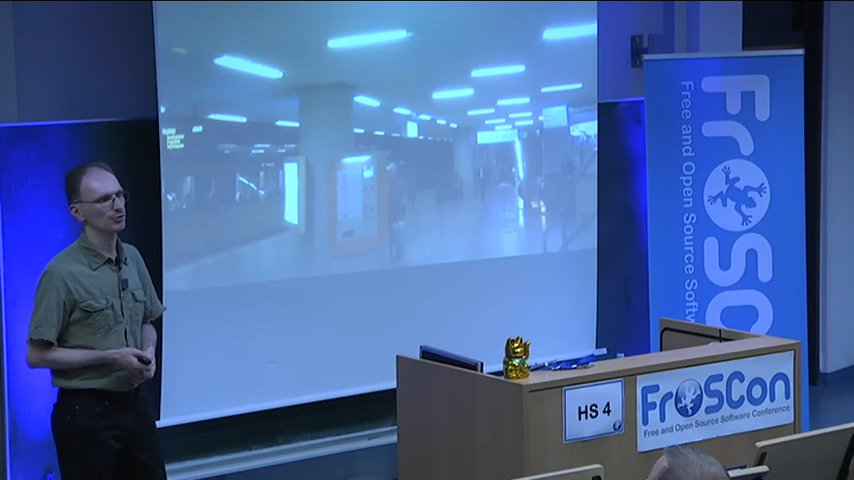 FrOSCon
Free and Open Source Softw
HS 4
FrOSCon
Free and Open Source Software Conference